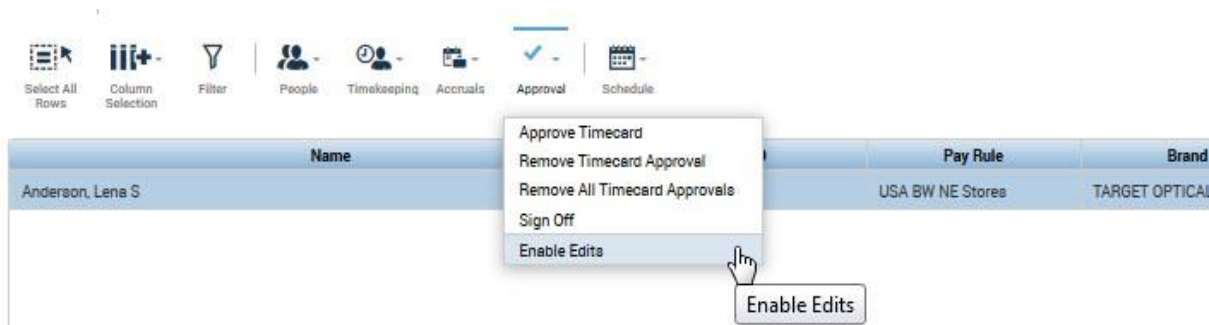 Select All Rows
Column Selection
Filter
People
Timekeeping
Accruals
Approval
Schedule
Approve Timecard
Remove Timecard Approval
Remove All Timecard Approvals
Sign Off
Enable Edits
Enable Edits
Name
Pay Rule
Brand
Anderson, Lena S
USA BW NE Stores
TARGET OPTICAL